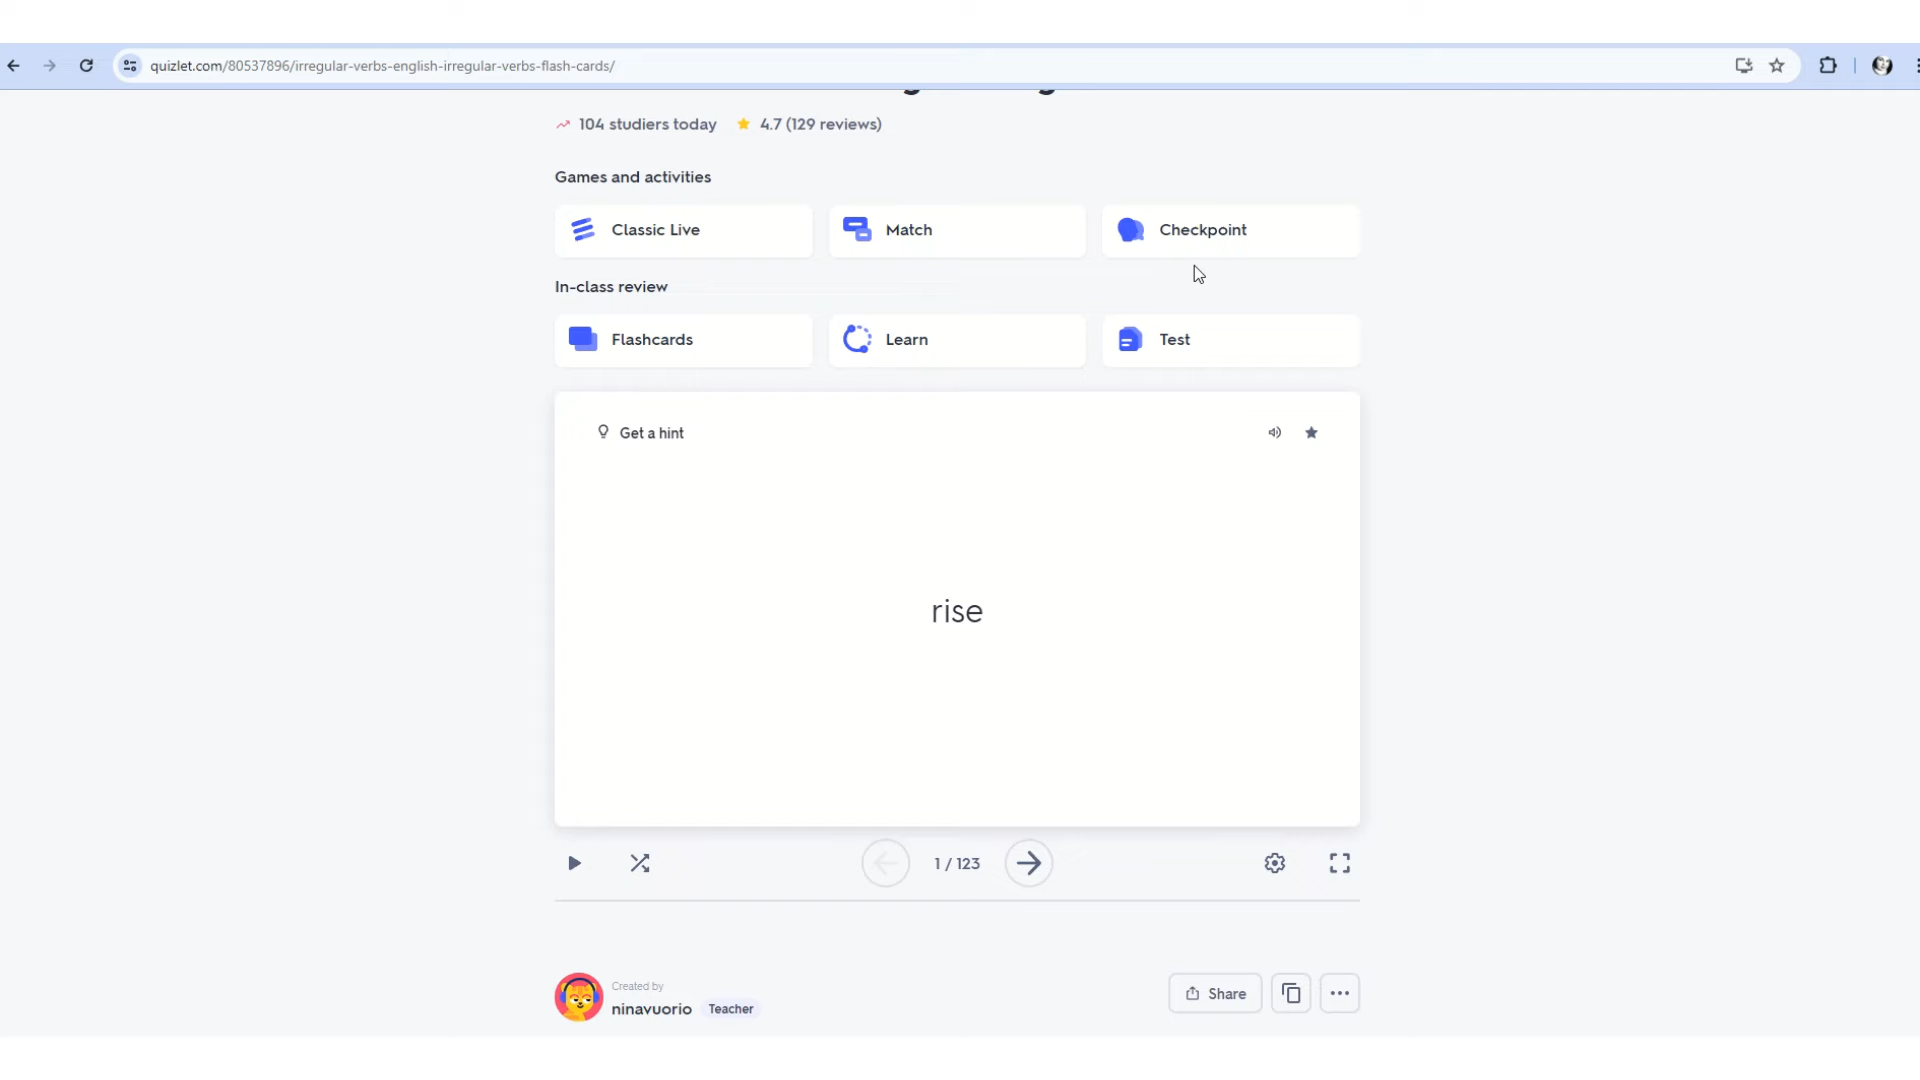 quizlet.com/80537896/irregular-verbs-english-irregular-verbs-flash-cards/
104 studiers today 4.7 (129 reviews)
Games and activities
Classic Live Match Checkpoint
In-class review
Flashcards Learn Test
Get a hint
rise
1 / 123
Created by
ninavuorio Teacher
Share